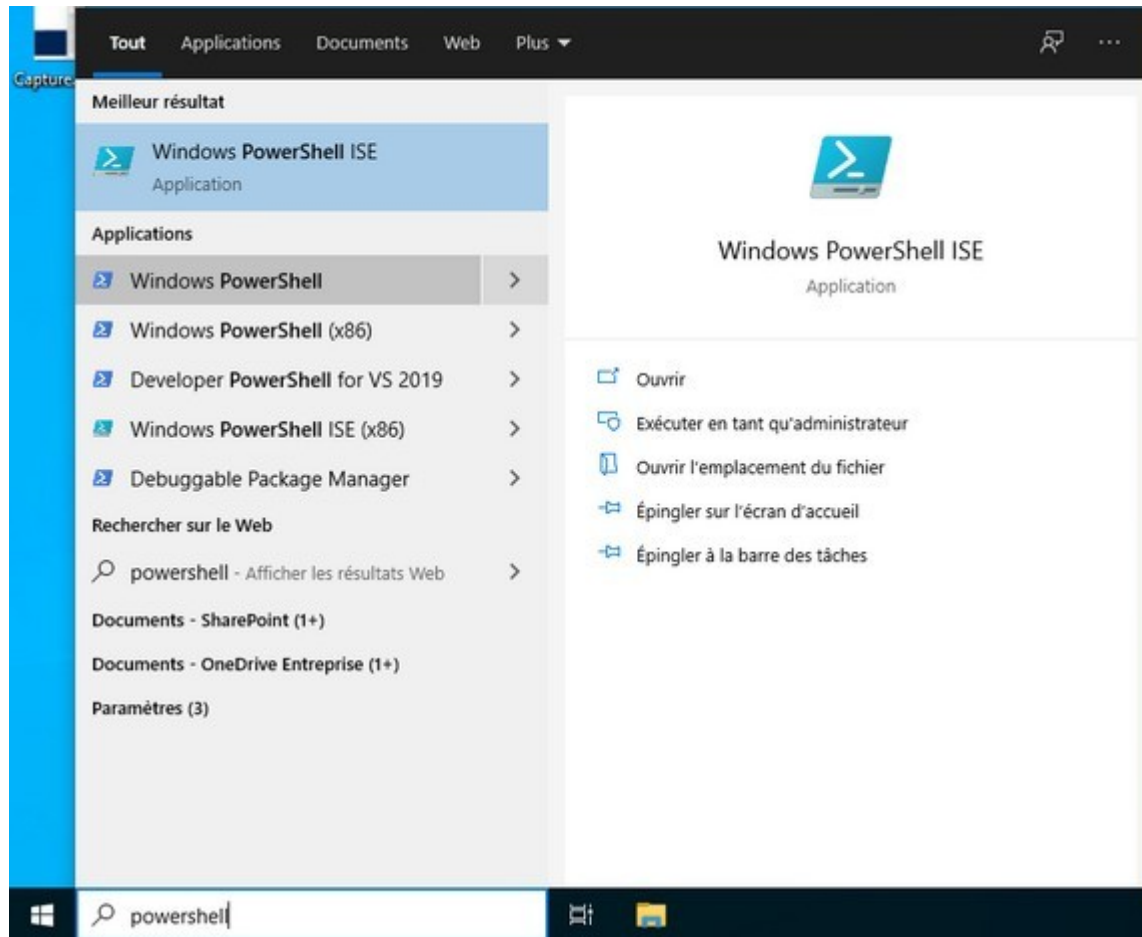 Capture
Tout Applications Documents Web Plus
Meilleur résultat
Windows PowerShell ISE
Application
Applications
Windows PowerShell
Windows PowerShell (x86)
Developer PowerShell for VS 2019
Windows PowerShell ISE (x86)
Debuggable Package Manager
Rechercher sur le Web
powershell - Afficher les résultats Web
Documents - SharePoint (1+)
Documents - OneDrive Entreprise (1+)
Paramètres (3)
Windows PowerShell ISE
Application
Ouvrir
Exécuter en tant qu'administrateur
Ouvrir l'emplacement du fichier
Épingler sur l'écran d'accueil
Épingler à la barre des tâches
powershell